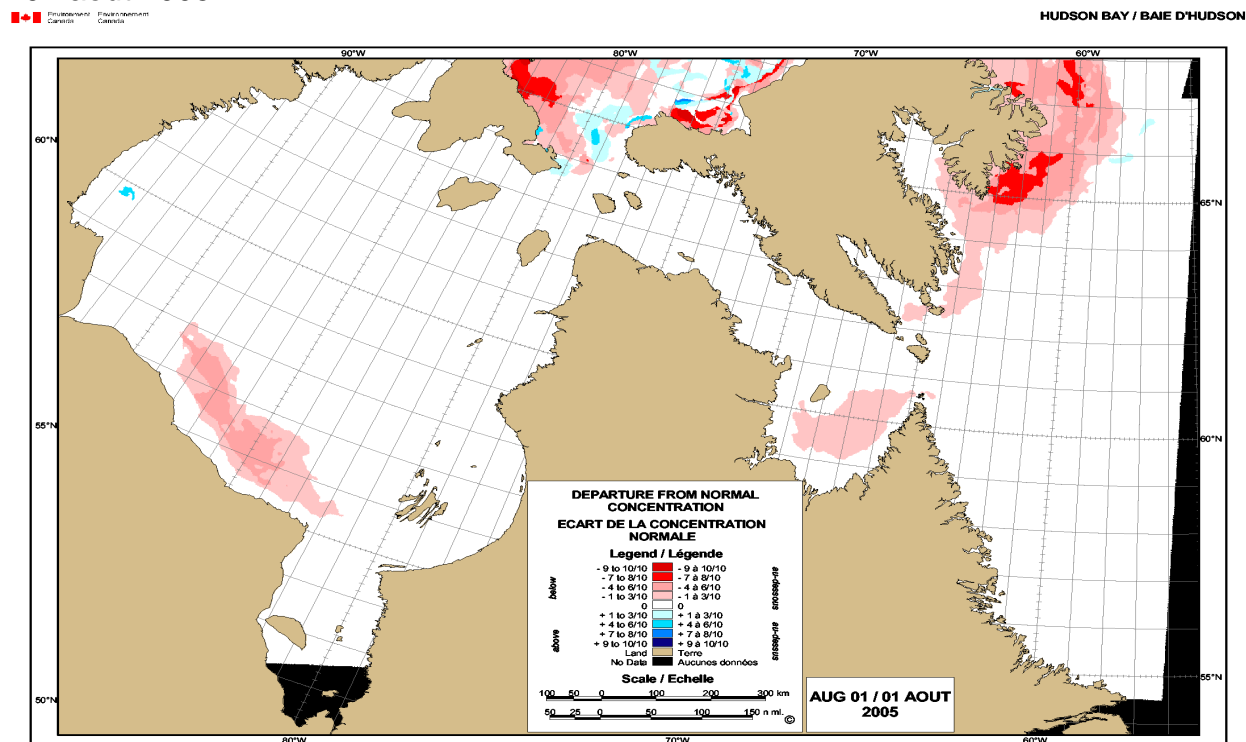 Environment Environnement
Canada Canada
HUDSON BAY / BAIE D'HUDSON
90°W 80°W 70°W 60°W
60°N
65°N
55°N
60°N
50°N
55°N
80°W 70°W 60°W
DEPARTURE FROM NORMAL
CONCENTRATION
ECART DE LA CONCENTRATION
NORMALE
Legend / Légende
below
- 9 to 10/10 - 9 à 10/10
- 7 to 8/10 - 7 à 8/10
- 4 to 6/10 - 4 à 6/10
- 1 to 3/10 - 1 à 3/10
0 0
au-dessous
above
+ 1 to 3/10 + 1 à 3/10
+ 4 to 6/10 + 4 à 6/10
+ 7 to 8/10 + 7 à 8/10
+ 9 to 10/10 + 9 à 10/10
au-dessus
Land Terre
No Data Aucunes données
Scale / Echelle
100 50 0 100 200 300 km
50 25 0 50 100 150 n mi.
©
AUG 01 / 01 AOUT
2005